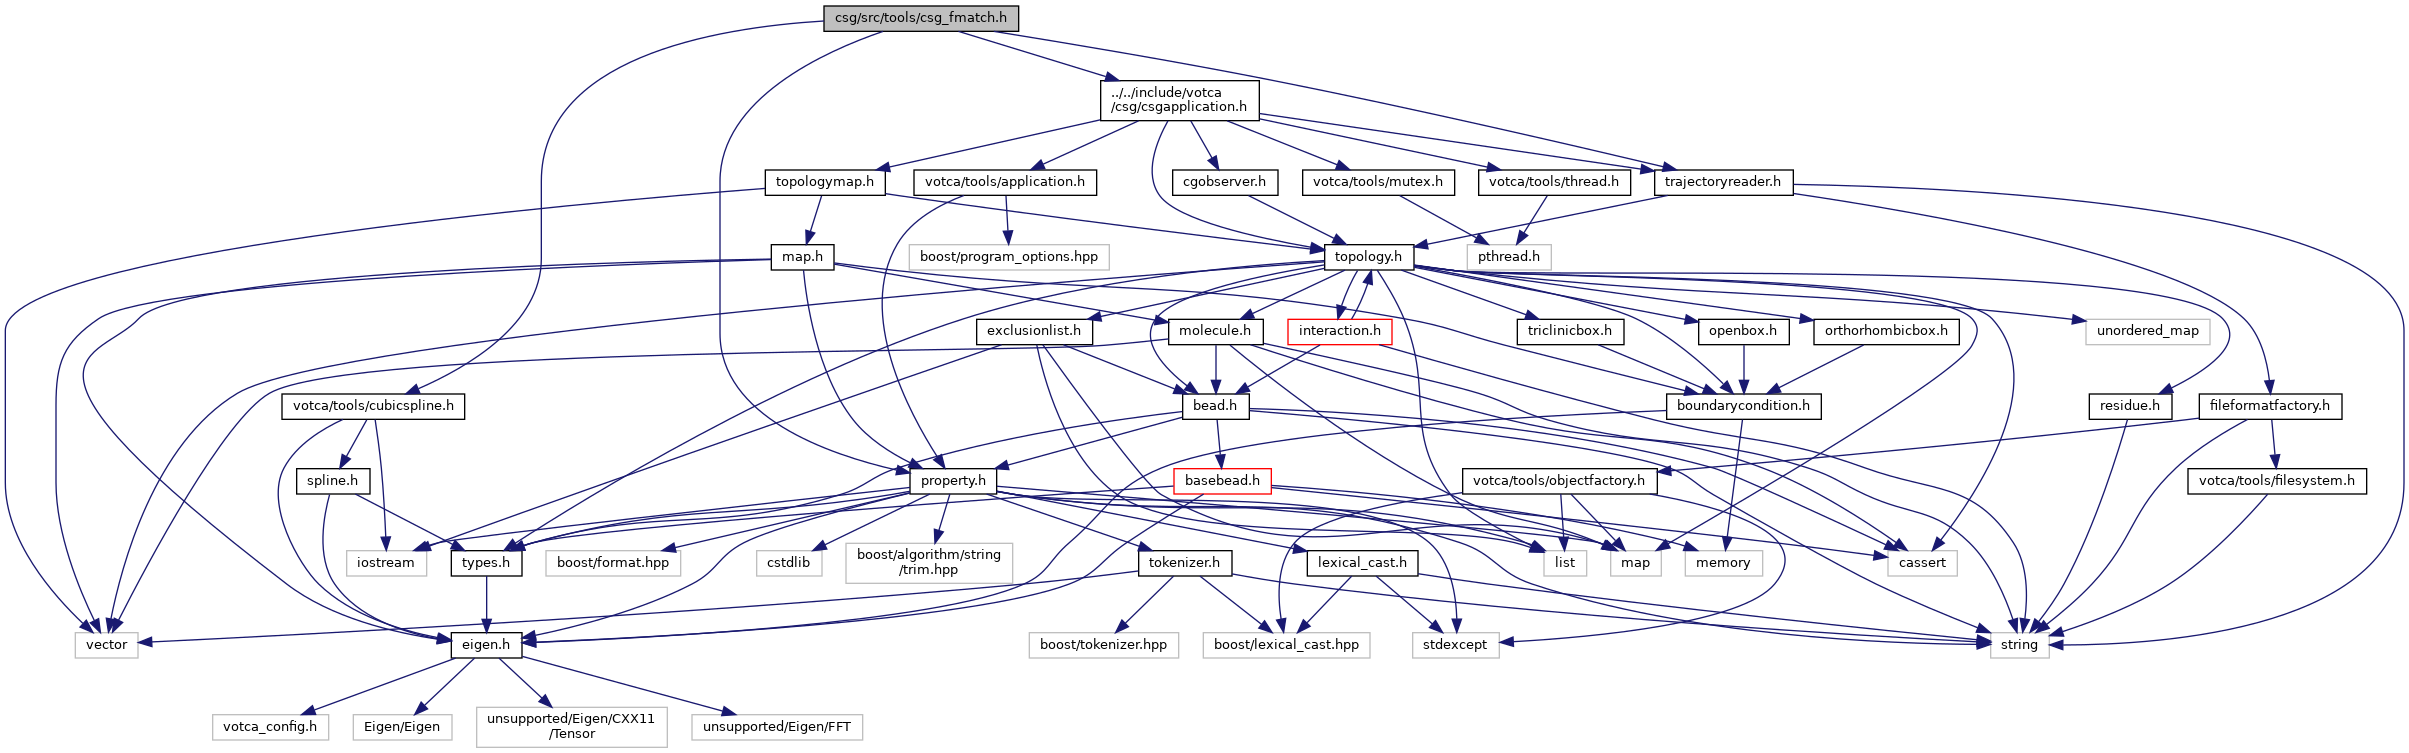 csg/src/tools/csg_fmatch.h
../../include/votca
/csg/csgapplication.h
topologymap.h
votca/tools/application.h
cgobserver.h
votca/tools/mutex.h
votca/tools/thread.h
trajectoryreader.h
map.h
boost/program_options.hpp
topology.h
pthread.h
exclusionlist.h
molecule.h
interaction.h
triclinicbox.h
openbox.h
orthorhombicbox.h
unordered_map
votca/tools/cubicspline.h
bead.h
boundarycondition.h
residue.h
fileformatfactory.h
spline.h
property.h
basebead.h
votca/tools/objectfactory.h
votca/tools/filesystem.h
iostream
types.h
boost/format.hpp
cstdlib
boost/algorithm/string
/trim.hpp
tokenizer.h
lexical_cast.h
list
map
memory
cassert
vector
eigen.h
boost/tokenizer.hpp
boost/lexical_cast.hpp
stdexcept
string
votca_config.h
Eigen/Eigen
unsupported/Eigen/CXX11
/Tensor
unsupported/Eigen/FFT